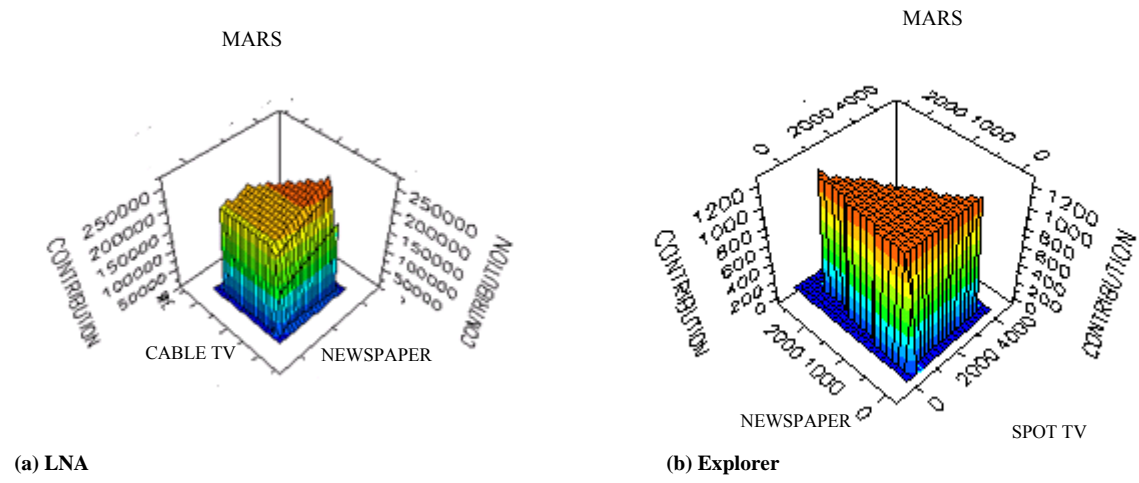 MARS
250000
200000
150000
100000
50000
CONTRIBUTION
250000
200000
150000
100000
50000
CONTRIBUTION
CABLE TV
NEWSPAPER
(a) LNA
MARS
0 2000 4000
2000 1000 0
1200
1000
800
600
400
200
CONTRIBUTION
1200
1000
800
600
400
200
0
CONTRIBUTION
2000 1000 0
0 2000 4000
NEWSPAPER
SPOT TV
(b) Explorer